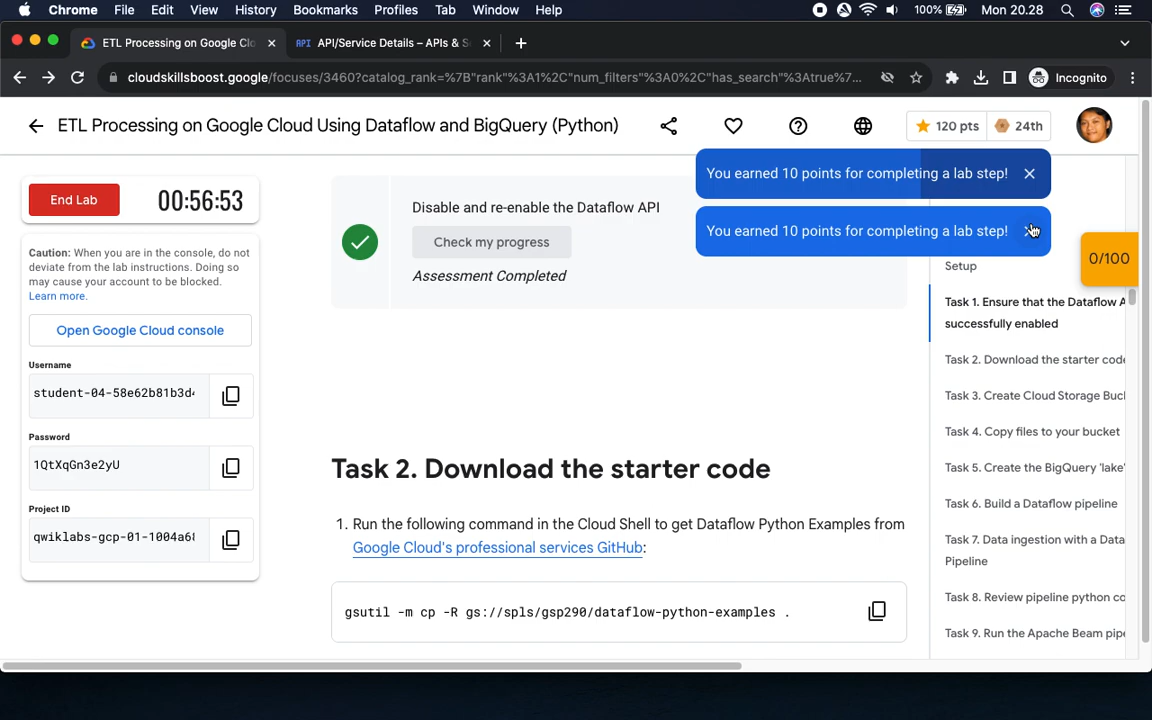 Chrome File Edit View History Bookmarks Profiles Tab Window Help 100% Mon 20.28
ETL Processing on Google Clo API API/Service Details – APIs & S
cloudskillsboost.google/focuses/3460?catalog_rank=%7B"rank"%3A1%2C"num_filters"%3A0%2C"has_search"%3Atrue%7... Incognito
ETL Processing on Google Cloud Using Dataflow and BigQuery (Python) 120 pts 24th
You earned 10 points for completing a lab step!
You earned 10 points for completing a lab step!
0/100
End Lab 00:56:53
Caution: When you are in the console, do not
deviate from the lab instructions. Doing so
may cause your account to be blocked.
Learn more.
Open Google Cloud console
Username
student-04-58e62b81b3d
Password
1QtXqGn3e2yU
Project ID
qwiklabs-gcp-01-1004a6
Disable and re-enable the Dataflow API
Check my progress
Assessment Completed
Task 2. Download the starter code
1. Run the following command in the Cloud Shell to get Dataflow Python Examples from
Google Cloud's professional services GitHub:
gsutil -m cp -R gs://spls/gsp290/dataflow-python-examples .
Setup
Task 1. Ensure that the Dataflow A
successfully enabled
Task 2. Download the starter code
Task 3. Create Cloud Storage Buc
Task 4. Copy files to your bucket
Task 5. Create the BigQuery 'lake'
Task 6. Build a Dataflow pipeline
Task 7. Data ingestion with a Data
Pipeline
Task 8. Review pipeline python co
Task 9. Run the Apache Beam pipe